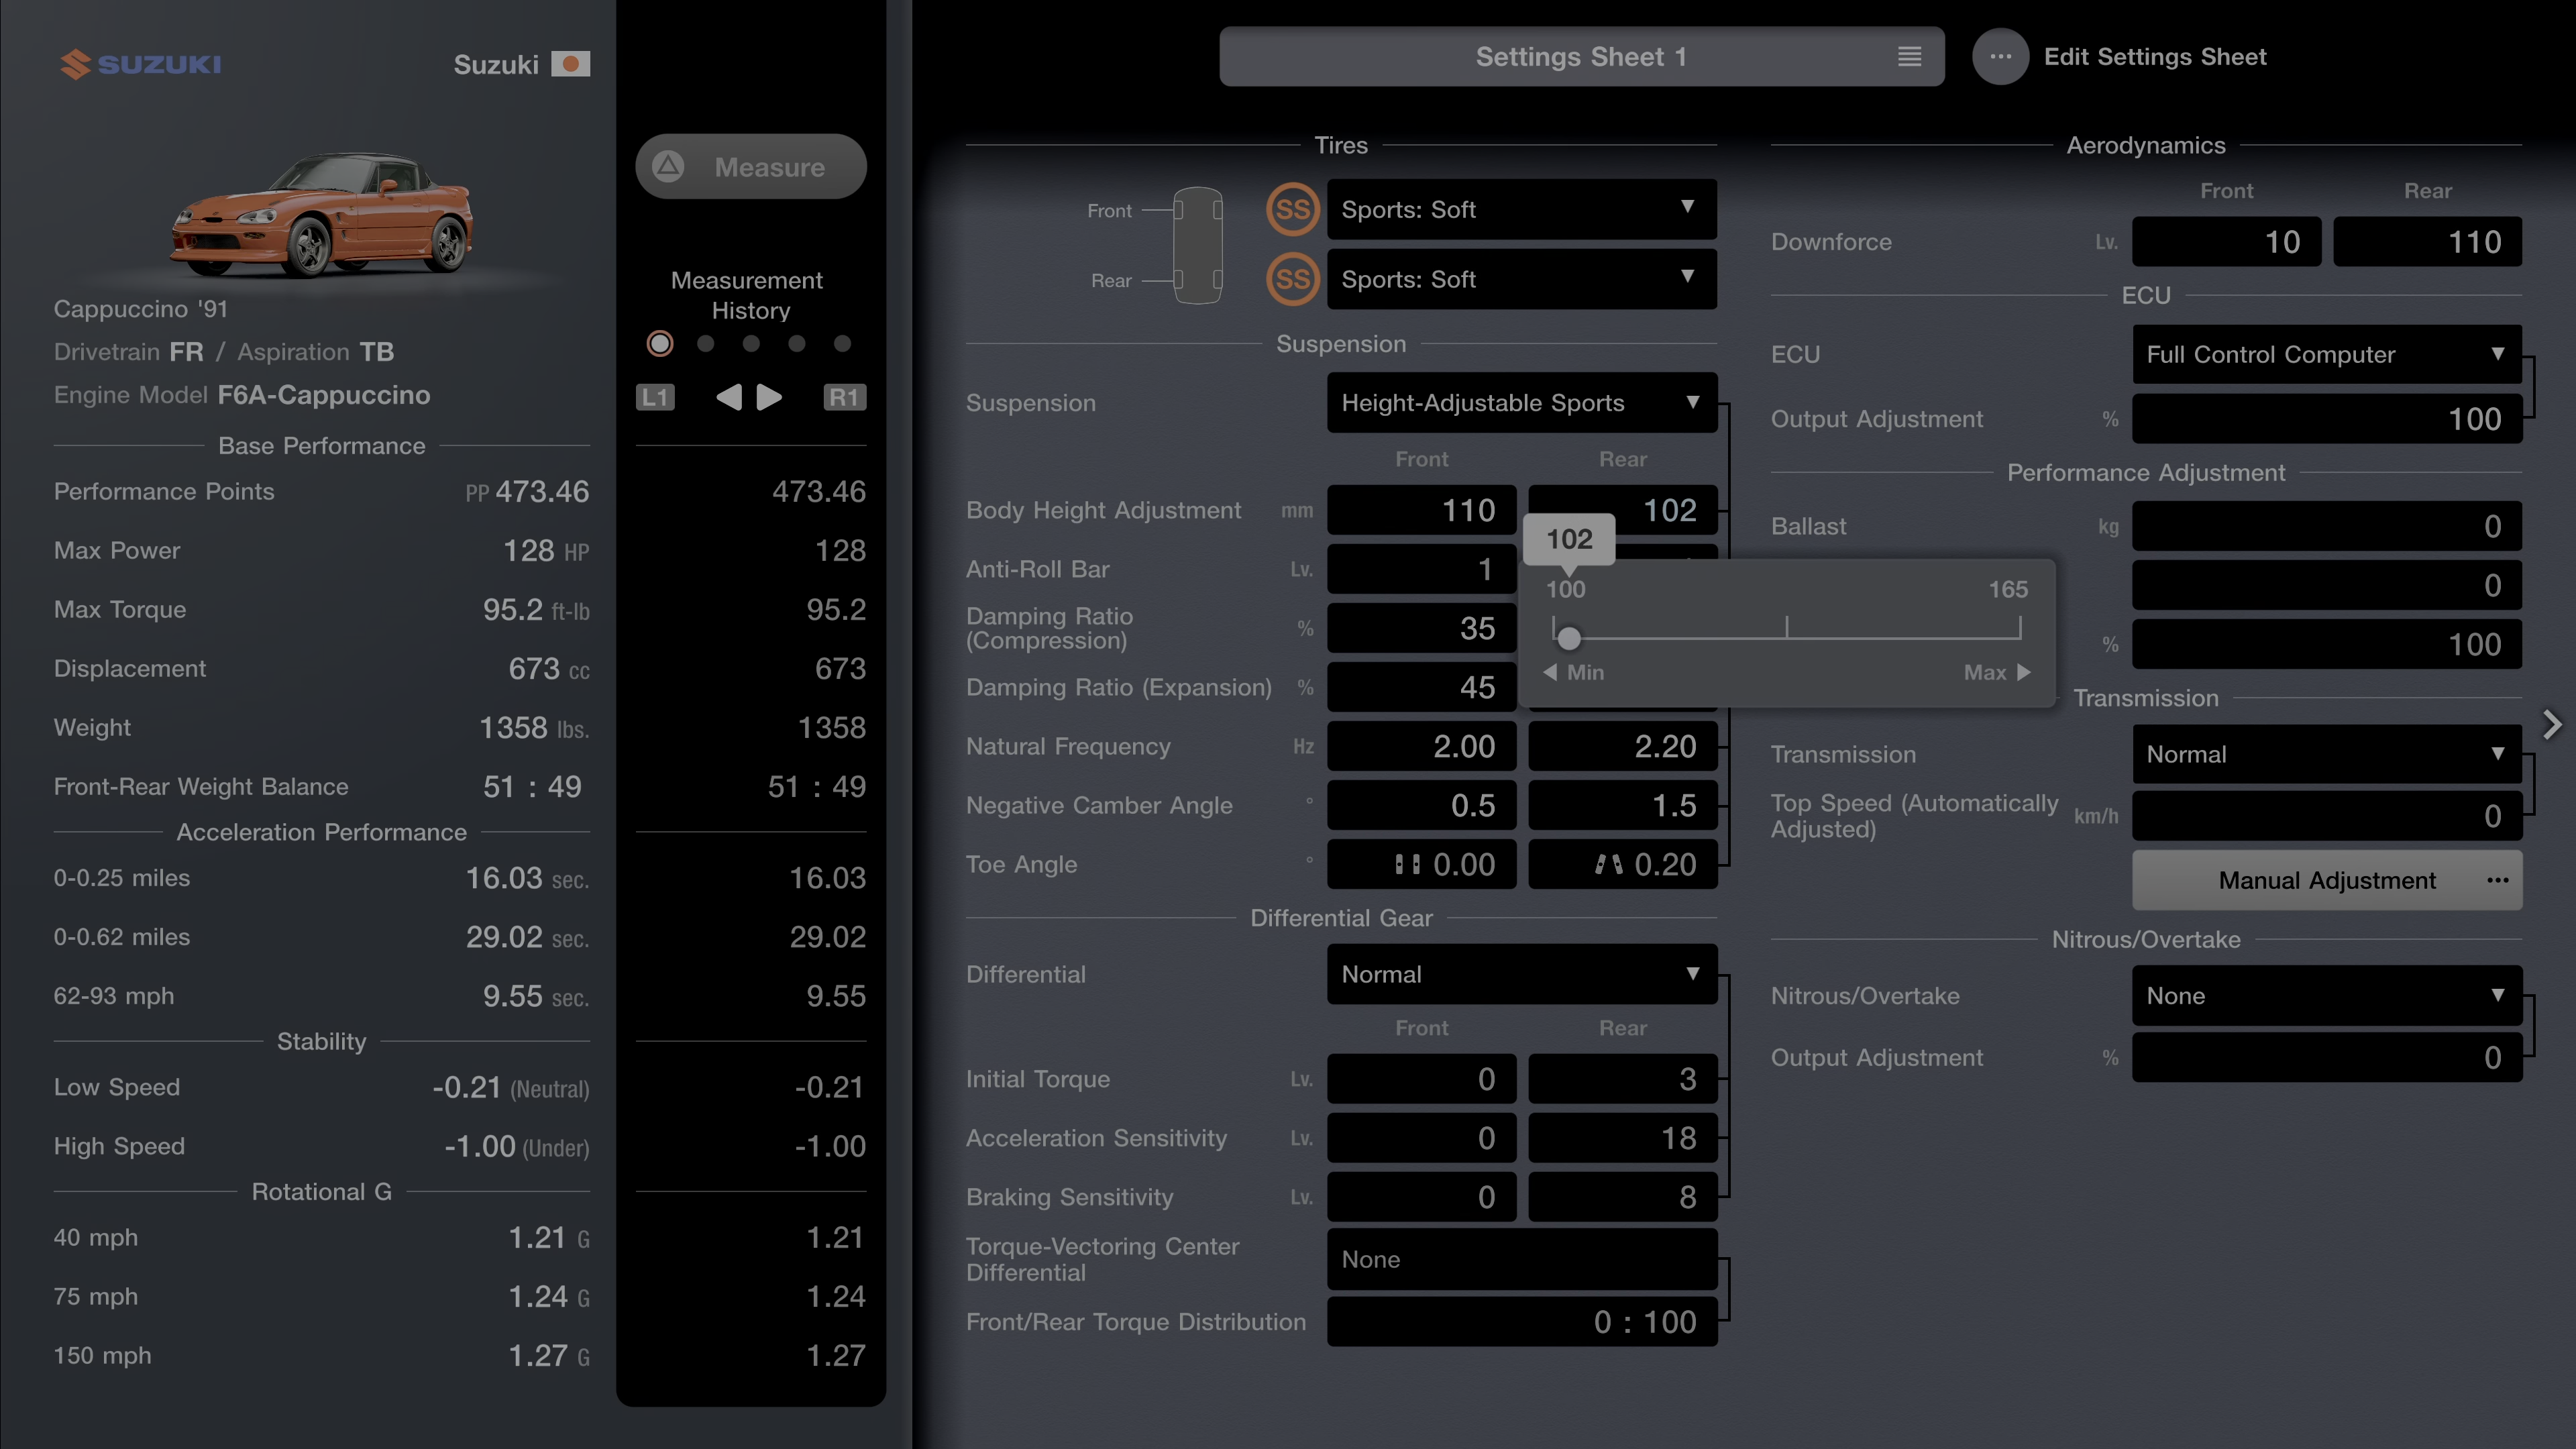 SUZUKI
Suzuki
Cappuccino '91
Drivetrain FR / Aspiration TB
Engine Model F6A-Cappuccino
Base Performance
Performance Points PP 473.46
Max Power 128 HP
Max Torque 95.2 ft-lb
Displacement 673 cc
Weight 1358 lbs.
Front-Rear Weight Balance 51 : 49
Acceleration Performance
0-0.25 miles 16.03 sec.
0-0.62 miles 29.02 sec.
62-93 mph 9.55 sec.
Stability
Low Speed -0.21 (Neutral)
High Speed -1.00 (Under)
Rotational G
40 mph 1.21 G
75 mph 1.24 G
150 mph 1.27 G
Measure
Measurement
History
L1 R1
473.46
128
95.2
673
1358
51 : 49
16.03
29.02
9.55
-0.21
-1.00
1.21
1.24
1.27
Settings Sheet 1
Edit Settings Sheet
Tires
Front SS Sports: Soft
Rear SS Sports: Soft
Suspension
Suspension Height-Adjustable Sports
Front Rear
Body Height Adjustment mm 110 102
Anti-Roll Bar Lv. 1
Damping Ratio
(Compression) % 35
Damping Ratio (Expansion) % 45
Natural Frequency Hz 2.00 2.20
Negative Camber Angle ° 0.5 1.5
Toe Angle ° 0.00 0.20
102
100 165
Min Max
Differential Gear
Differential Normal
Front Rear
Initial Torque Lv. 0 3
Acceleration Sensitivity Lv. 0 18
Braking Sensitivity Lv. 0 8
Torque-Vectoring Center
Differential None
Front/Rear Torque Distribution 0 : 100
Aerodynamics
Front Rear
Downforce Lv. 10 110
ECU
ECU Full Control Computer
Output Adjustment % 100
Performance Adjustment
Ballast kg 0
0
% 100
Transmission
Transmission Normal
Top Speed (Automatically
Adjusted) km/h 0
Manual Adjustment
Nitrous/Overtake
Nitrous/Overtake None
Output Adjustment % 0